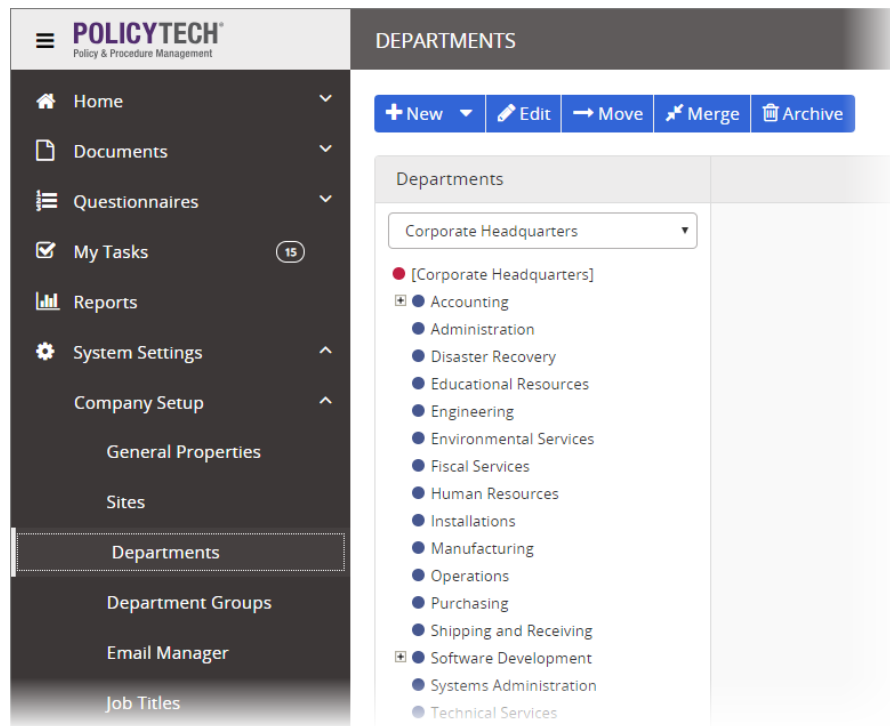 POLICYTECH®
Policy & Procedure Management
DEPARTMENTS
Home
Documents
Questionnaires
My Tasks 15
Reports
System Settings
Company Setup
General Properties
Sites
Departments
Department Groups
Email Manager
Job Titles
New Edit Move Merge Archive
Departments
Corporate Headquarters
[Corporate Headquarters]
Accounting
Administration
Disaster Recovery
Educational Resources
Engineering
Environmental Services
Fiscal Services
Human Resources
Installations
Manufacturing
Operations
Purchasing
Shipping and Receiving
Software Development
Systems Administration
Technical Services